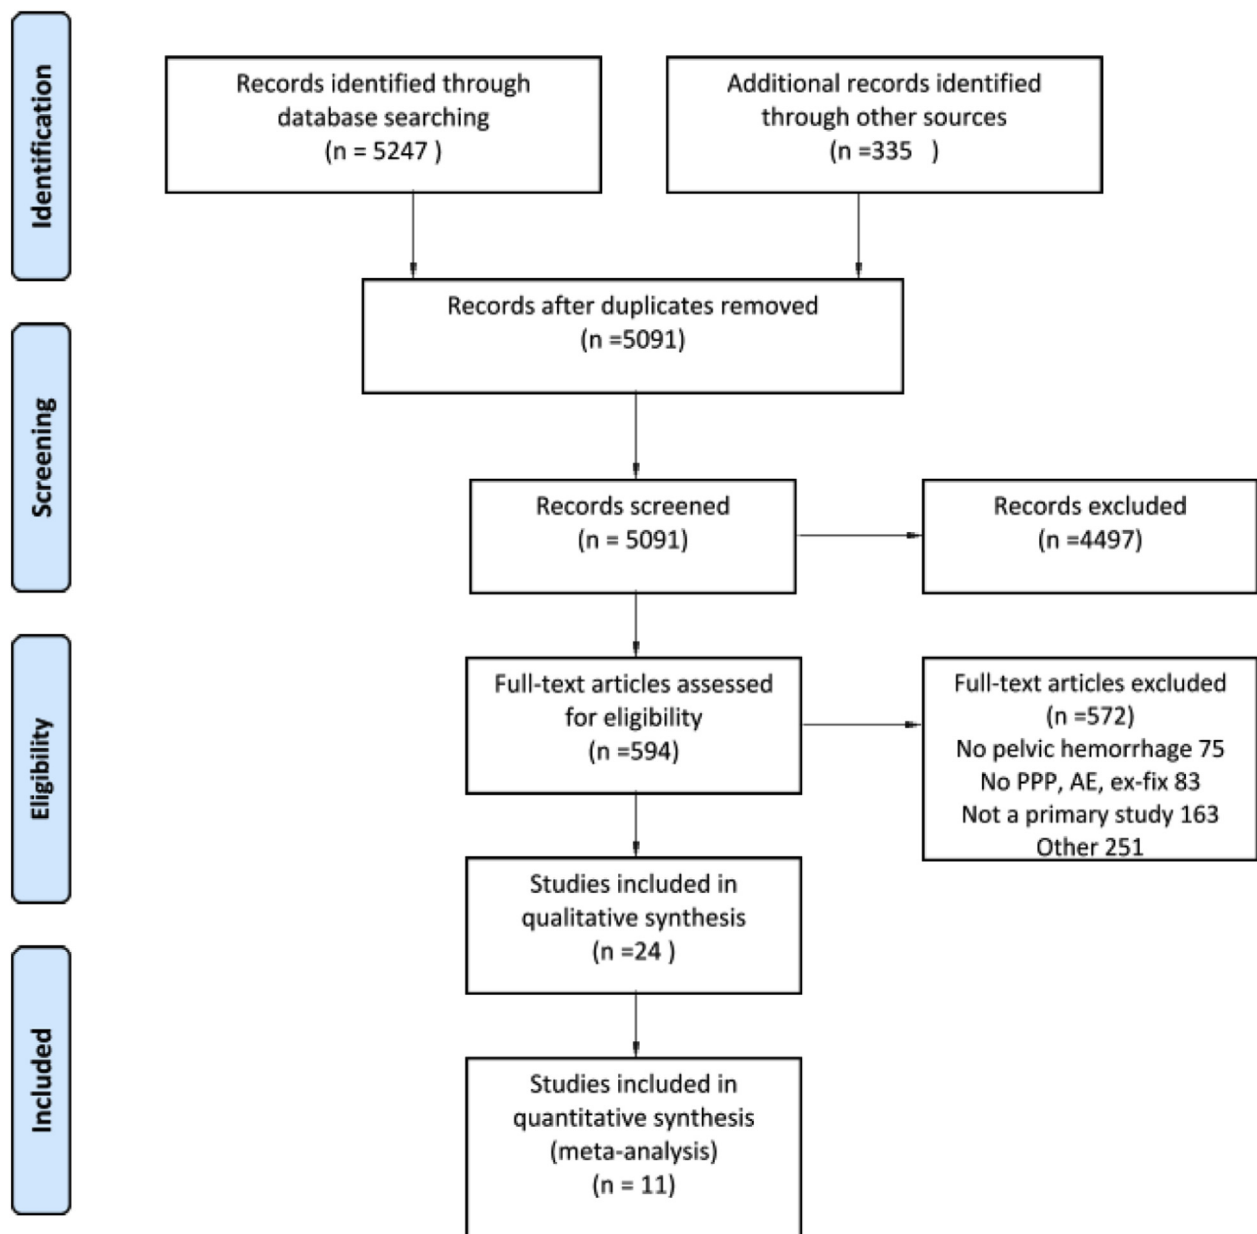 Identification
Records identified through
database searching
(n = 5247 )
Additional records identified
through other sources
(n =335 )
Records after duplicates removed
(n =5091)
Screening
Records screened
(n = 5091)
Records excluded
(n =4497)
Eligibility
Full-text articles assessed
for eligibility
(n =594)
Full-text articles excluded
(n =572)
No pelvic hemorrhage 75
No PPP, AE, ex-fix 83
Not a primary study 163
Other 251
Studies included in
qualitative synthesis
(n =24 )
Included
Studies included in
quantitative synthesis
(meta-analysis)
(n = 11)